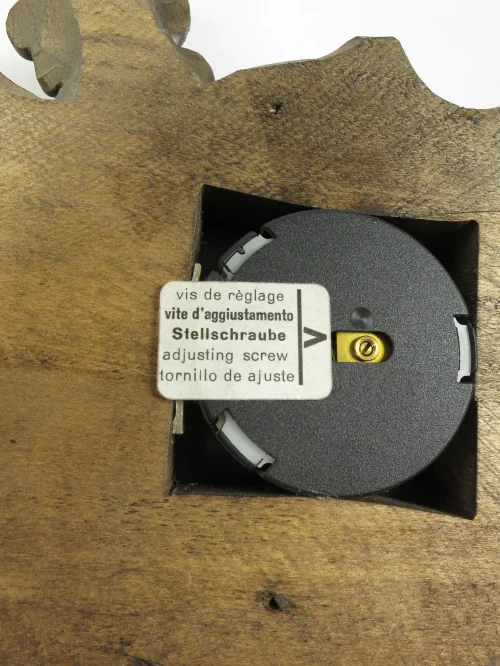 vis de règlage
vite d'aggiustamento
Stellschraube
adjusting screw
tornillo de ajuste